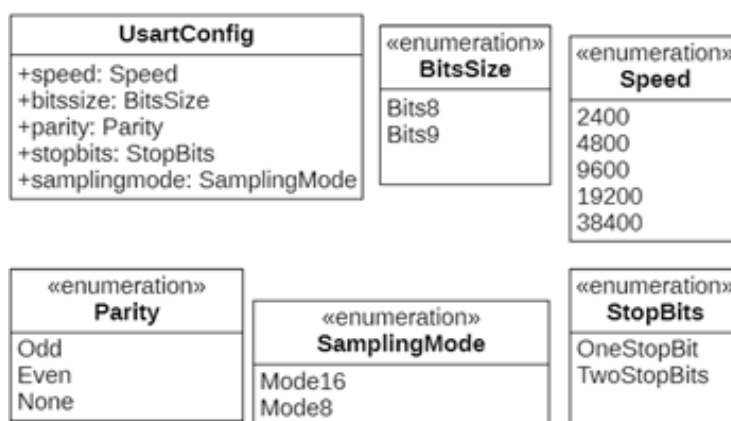 UsartConfig
+speed: Speed
+bitssize: BitsSize
+parity: Parity
+stopbits: StopBits
+samplingmode: SamplingMode
«enumeration»
BitsSize
Bits8
Bits9
«enumeration»
Speed
2400
4800
9600
19200
38400
«enumeration»
Parity
Odd
Even
None
«enumeration»
SamplingMode
Mode16
Mode8
«enumeration»
StopBits
OneStopBit
TwoStopBits